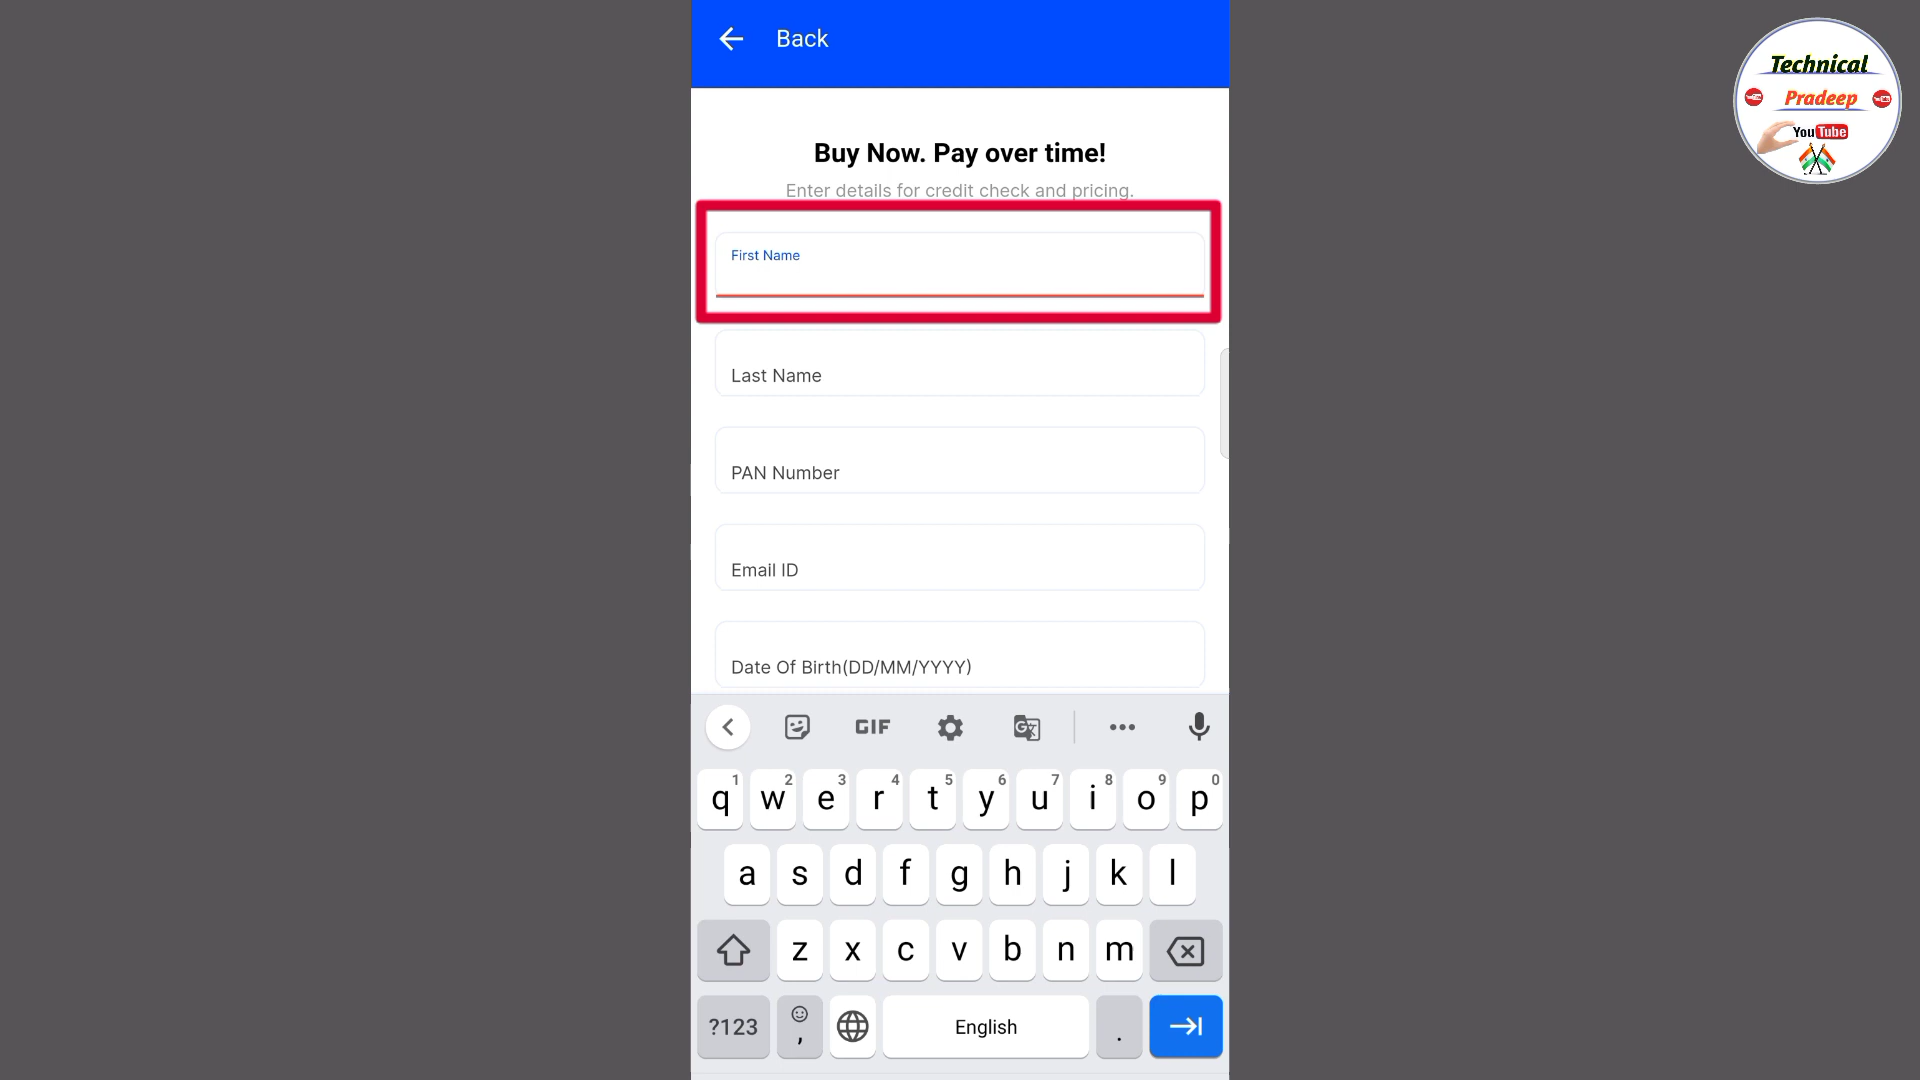 Back
Technical
Pradeep
YouTube
Buy Now. Pay over time!
Enter details for credit check and pricing.
First Name
Last Name
PAN Number
Email ID
Date Of Birth(DD/MM/YYYY)
GIF
1 2 3 4 5 6 7 8 9 0
q w e r t y u i o p
a s d f g h j k l
z x c v b n m
?123 , English .